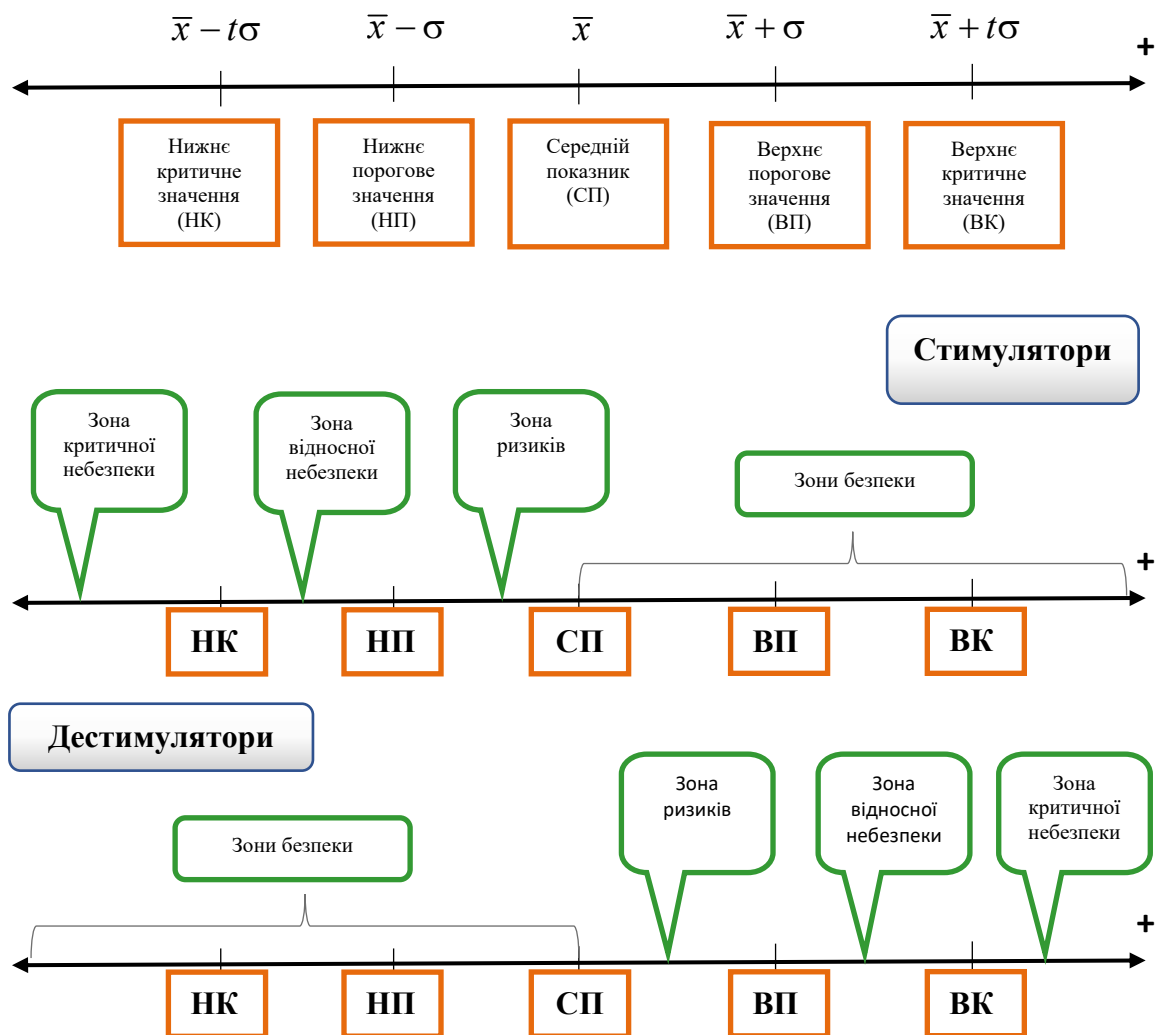 x̅ − tσ
x̅ − σ
x̅
x̅ + σ
x̅ + tσ
+
Нижнє
критичне
значення
(НК)
Нижнє
порогове
значення
(НП)
Середній
показник
(СП)
Верхнє
порогове
значення
(ВП)
Верхнє
критичне
значення
(ВК)
Стимулятори
Зона
критичної
небезпеки
Зона
відносної
небезпеки
Зона
ризиків
Зони безпеки
+
НК
НП
СП
ВП
ВК
Дестимулятори
Зони безпеки
Зона
ризиків
Зона
відносної
небезпеки
Зона
критичної
небезпеки
+
НК
НП
СП
ВП
ВК